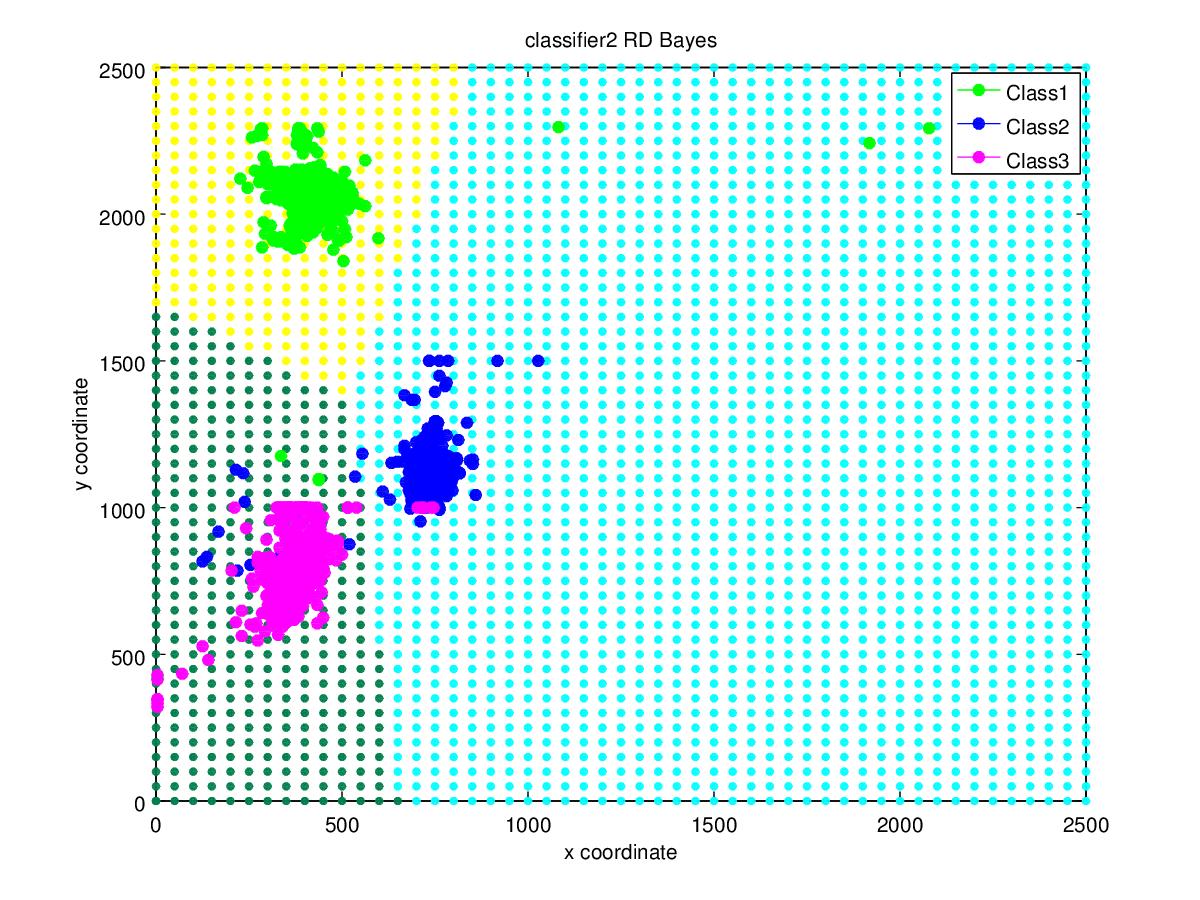 classifier2 RD Bayes
2500
2000
1500
1000
500
0
y coordinate
Class1
Class2
Class3
0 500 1000 1500 2000 2500
x coordinate